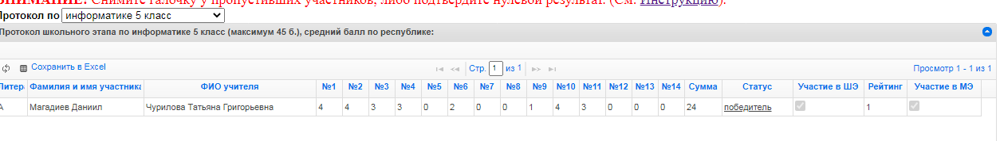 ВНИМАНИЕ! Снимите галочку у пропустивших участников, либо подтвердите нулевой результат. (См. Инструкцию).
Протокол по информатике 5 класс
Протокол школьного этапа по информатике 5 класс (максимум 45 б.), средний балл по республике:
Сохранить в Excel Стр. 1 из 1 Просмотр 1 - 1 из 1
Литера Фамилия и имя участника ФИО учителя №1 №2 №3 №4 №5 №6 №7 №8 №9 №10 №11 №12 №13 №14 Сумма Статус Участие в ШЭ Рейтинг Участие в МЭ
А Магадиев Даниил Чурилова Татьяна Григорьевна 4 4 3 3 0 2 0 0 1 4 3 0 0 0 24 победитель 1